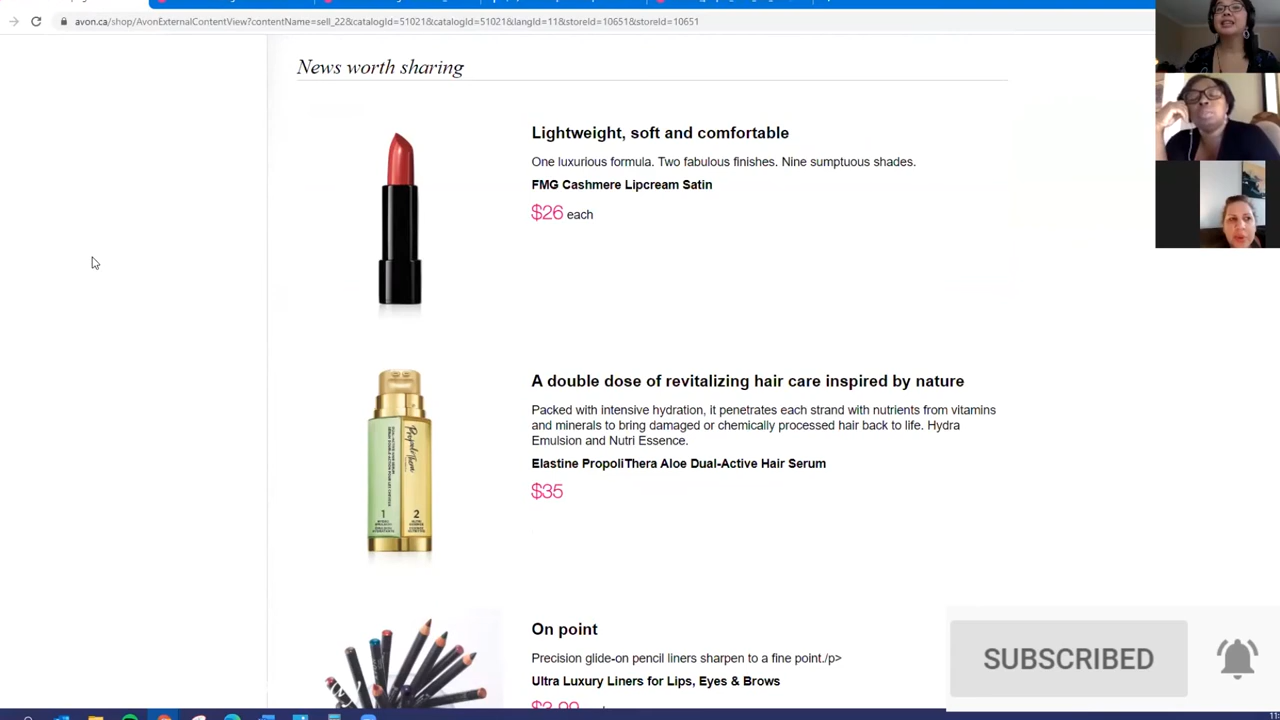 avon.ca/shop/AvonExternalContentView?contentName=sell_22&catalogId=51021&catalogId=51021&langId=11&storeId=10651&storeId=10651
News worth sharing
Lightweight, soft and comfortable
One luxurious formula. Two fabulous finishes. Nine sumptuous shades.
FMG Cashmere Lipcream Satin
$26 each
A double dose of revitalizing hair care inspired by nature
Packed with intensive hydration, it penetrates each strand with nutrients from vitamins
and minerals to bring damaged or chemically processed hair back to life. Hydra
Emulsion and Nutri Essence.
Elastine PropoliThera Aloe Dual-Active Hair Serum
$35
PropoliThera
1
2
On point
Precision glide-on pencil liners sharpen to a fine point./p>
Ultra Luxury Liners for Lips, Eyes & Brows
SUBSCRIBED